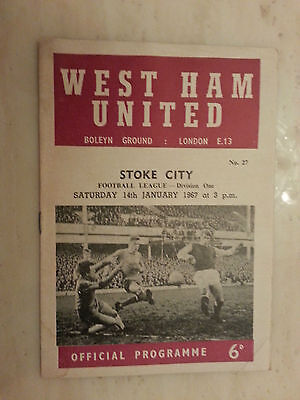 WEST HAM
UNITED
BOLEYN GROUND : LONDON E.13
No. 27
STOKE CITY
FOOTBALL LEAGUE — Division One
SATURDAY 14th JANUARY 1967 at 3 p.m.
OFFICIAL PROGRAMME 6D